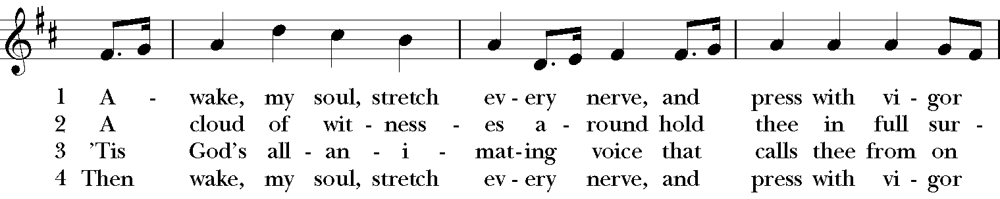 1 A - wake, my soul, stretch ev - ery nerve, and press with vi - gor
2 A cloud of wit - ness - es a - round hold thee in full sur -
3 ’Tis God’s all - an - i - mat-ing voice that calls thee from on
4 Then wake, my soul, stretch ev - ery nerve, and press with vi - gor